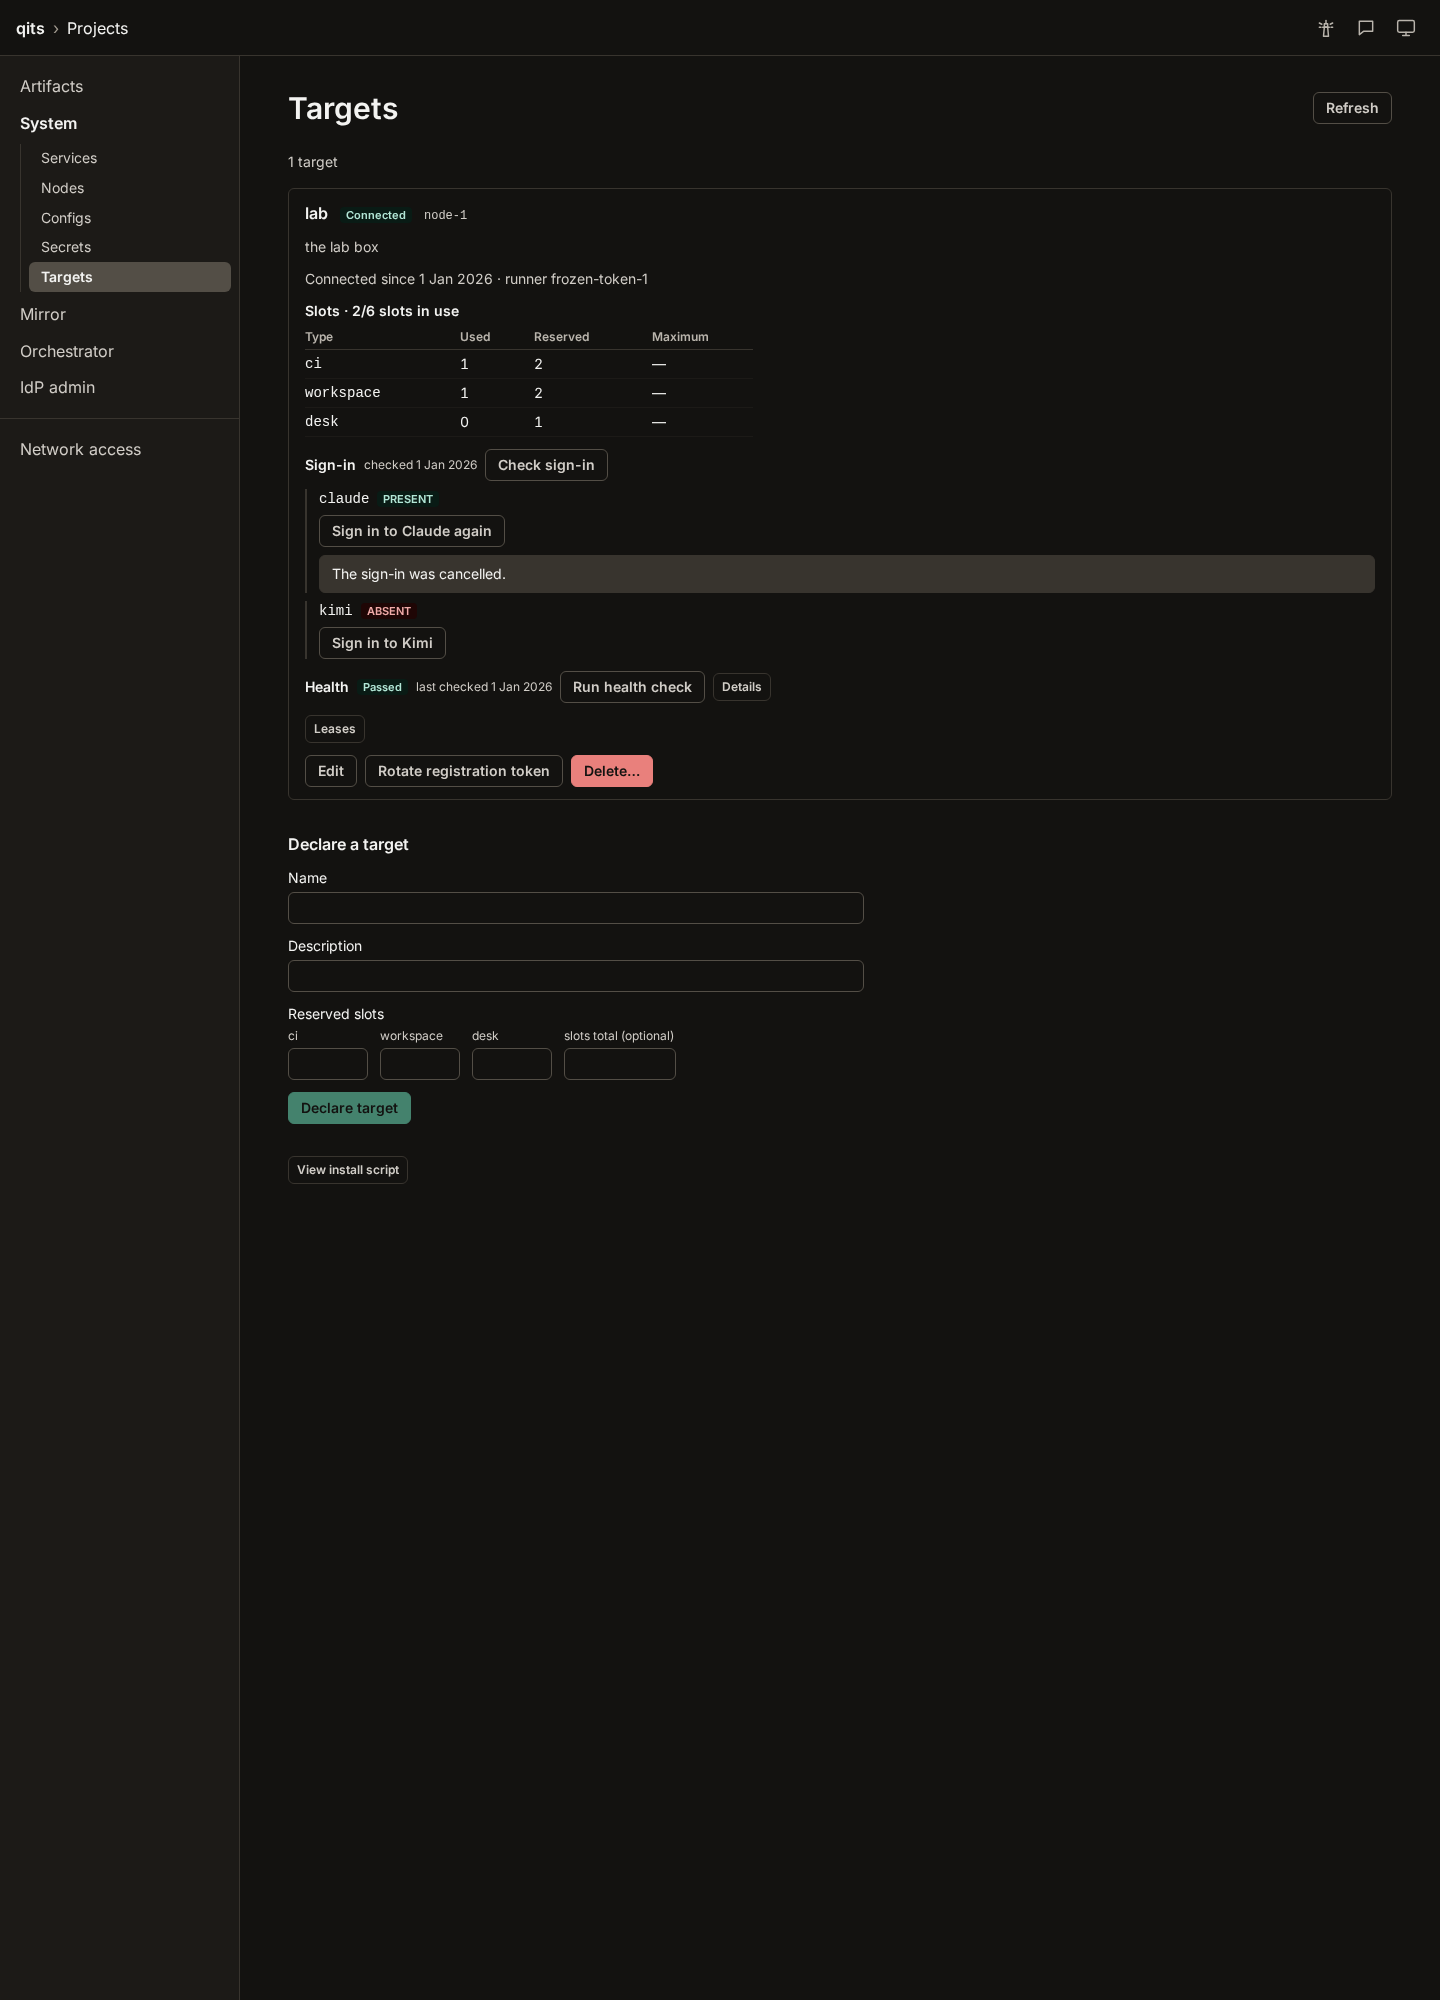 qits › Projects
Artifacts
System
Services
Nodes
Configs
Secrets
Targets
Mirror
Orchestrator
IdP admin
Network access
Targets
Refresh
1 target
lab Connected node-1
the lab box
Connected since 1 Jan 2026 · runner frozen-token-1
Slots · 2/6 slots in use
Type Used Reserved Maximum
ci 1 2 —
workspace 1 2 —
desk 0 1 —
Sign-in checked 1 Jan 2026 Check sign-in
claude PRESENT
Sign in to Claude again
The sign-in was cancelled.
kimi ABSENT
Sign in to Kimi
Health Passed last checked 1 Jan 2026 Run health check Details
Leases
Edit Rotate registration token Delete…
Declare a target
Name
Description
Reserved slots
ci workspace desk slots total (optional)
Declare target
View install script